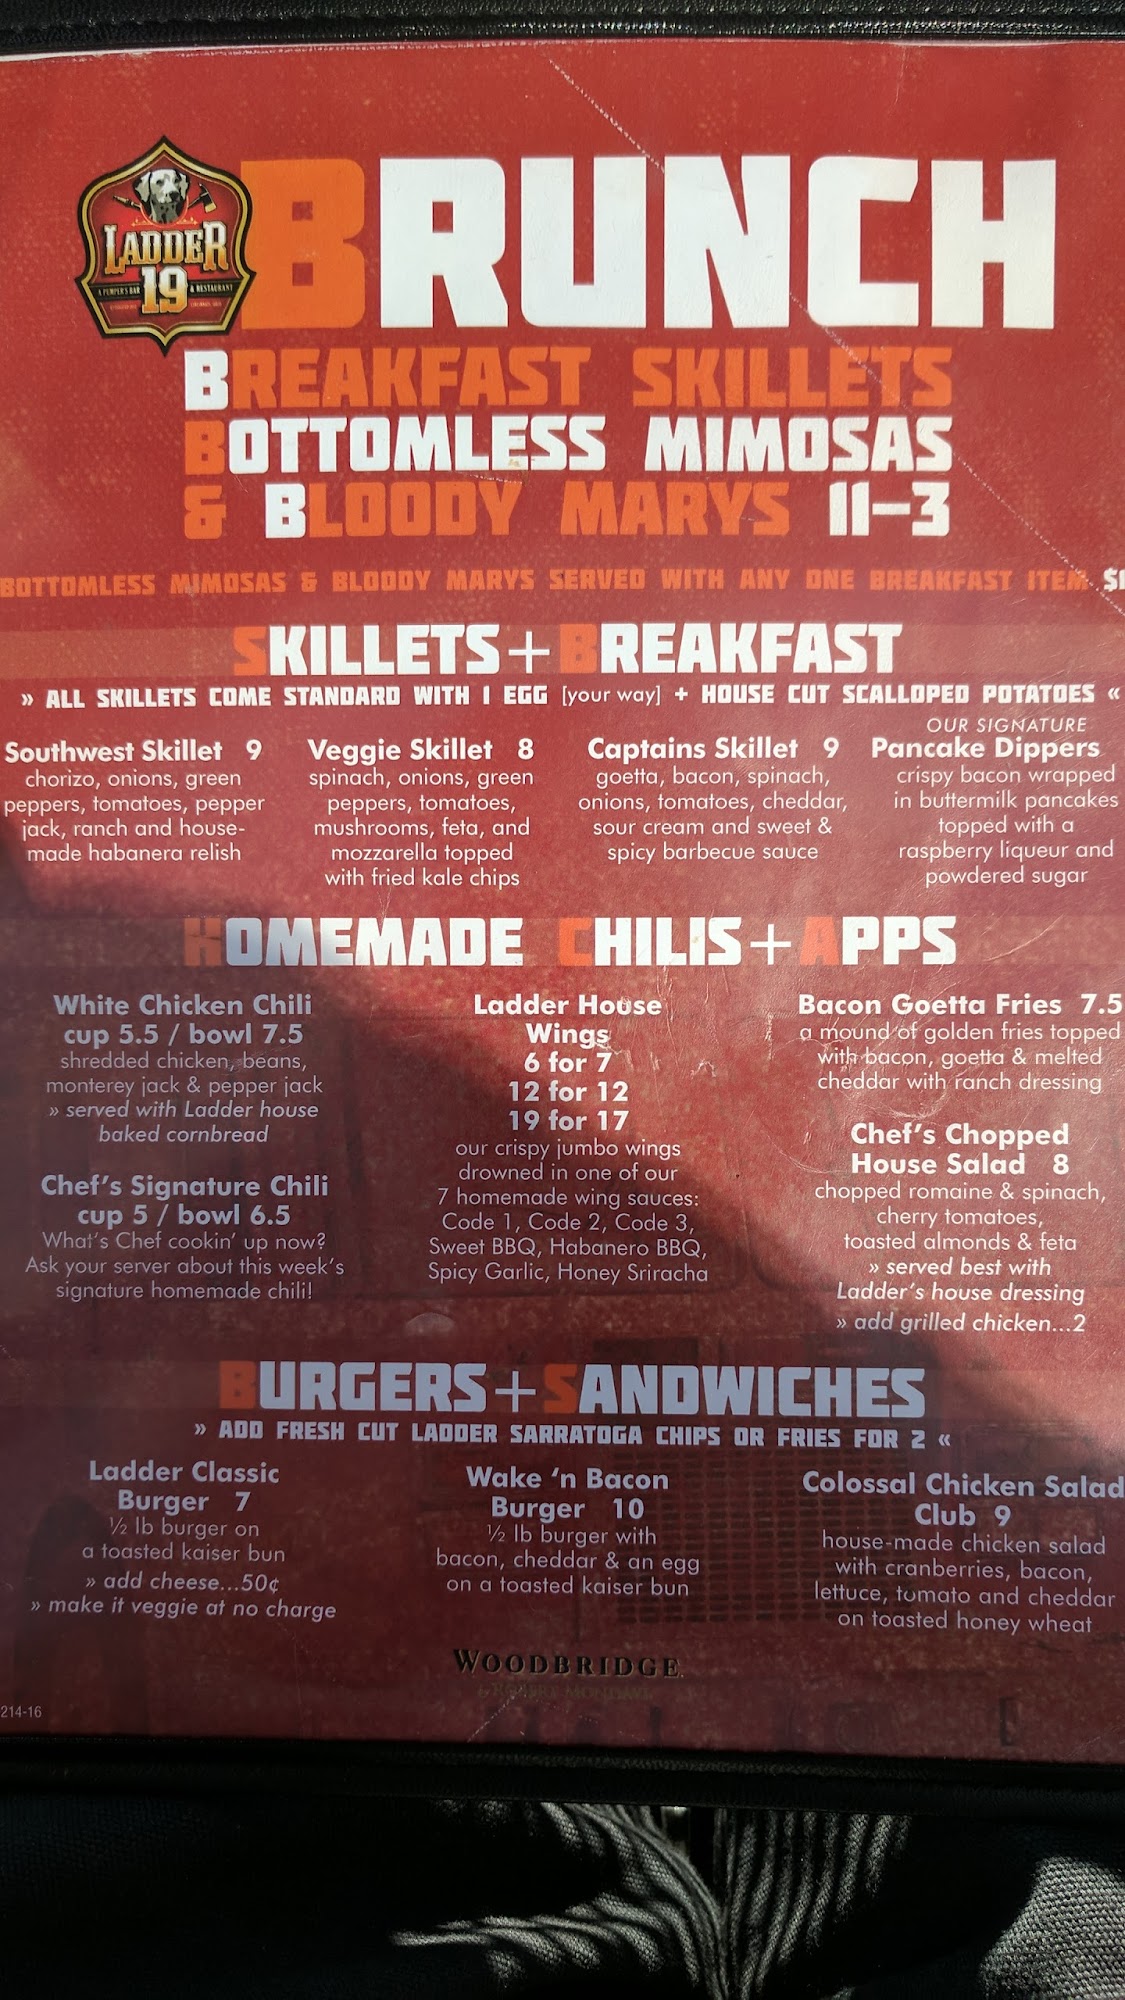 LADDER
19
A PUMPER'S BAR & RESTAURANT
BRUNCH
BREAKFAST SKILLETS
BOTTOMLESS MIMOSAS
& BLOODY MARYS 11-3
BOTTOMLESS MIMOSAS & BLOODY MARYS SERVED WITH ANY ONE BREAKFAST ITEM
SKILLETS + BREAKFAST
» ALL SKILLETS COME STANDARD WITH 1 EGG [your way] + HOUSE CUT SCALLOPED POTATOES «
Southwest Skillet 9
chorizo, onions, green
peppers, tomatoes, pepper
jack, ranch and house-
made habanera relish
Veggie Skillet 8
spinach, onions, green
peppers, tomatoes,
mushrooms, feta, and
mozzarella topped
with fried kale chips
Captains Skillet 9
goetta, bacon, spinach,
onions, tomatoes, cheddar,
sour cream and sweet &
spicy barbecue sauce
OUR SIGNATURE
Pancake Dippers
crispy bacon wrapped
in buttermilk pancakes
topped with a
raspberry liqueur and
powdered sugar
HOMEMADE CHILIS + APPS
White Chicken Chili
cup 5.5 / bowl 7.5
shredded chicken, beans,
monterey jack & pepper jack
» served with Ladder house
baked cornbread
Chef's Signature Chili
cup 5 / bowl 6.5
What's Chef cookin' up now?
Ask your server about this week's
signature homemade chili!
Ladder House
Wings
6 for 7
12 for 12
19 for 17
our crispy jumbo wings
drowned in one of our
7 homemade wing sauces:
Code 1, Code 2, Code 3,
Sweet BBQ, Habanero BBQ,
Spicy Garlic, Honey Sriracha
Bacon Goetta Fries 7.5
a mound of golden fries topped
with bacon, goetta & melted
cheddar with ranch dressing
Chef's Chopped
House Salad 8
chopped romaine & spinach,
cherry tomatoes,
toasted almonds & feta
» served best with
Ladder's house dressing
» add grilled chicken...2
BURGERS + SANDWICHES
» ADD FRESH CUT LADDER SARRATOGA CHIPS OR FRIES FOR 2 «
Ladder Classic
Burger 7
½ lb burger on
a toasted kaiser bun
» add cheese...50¢
» make it veggie at no charge
Wake 'n Bacon
Burger 10
½ lb burger with
bacon, cheddar & an egg
on a toasted kaiser bun
Colossal Chicken Salad
Club 9
house-made chicken salad
with cranberries, bacon,
lettuce, tomato and cheddar
on toasted honey wheat
WOODBRIDGE
ROBERT MONDAVI
214-16